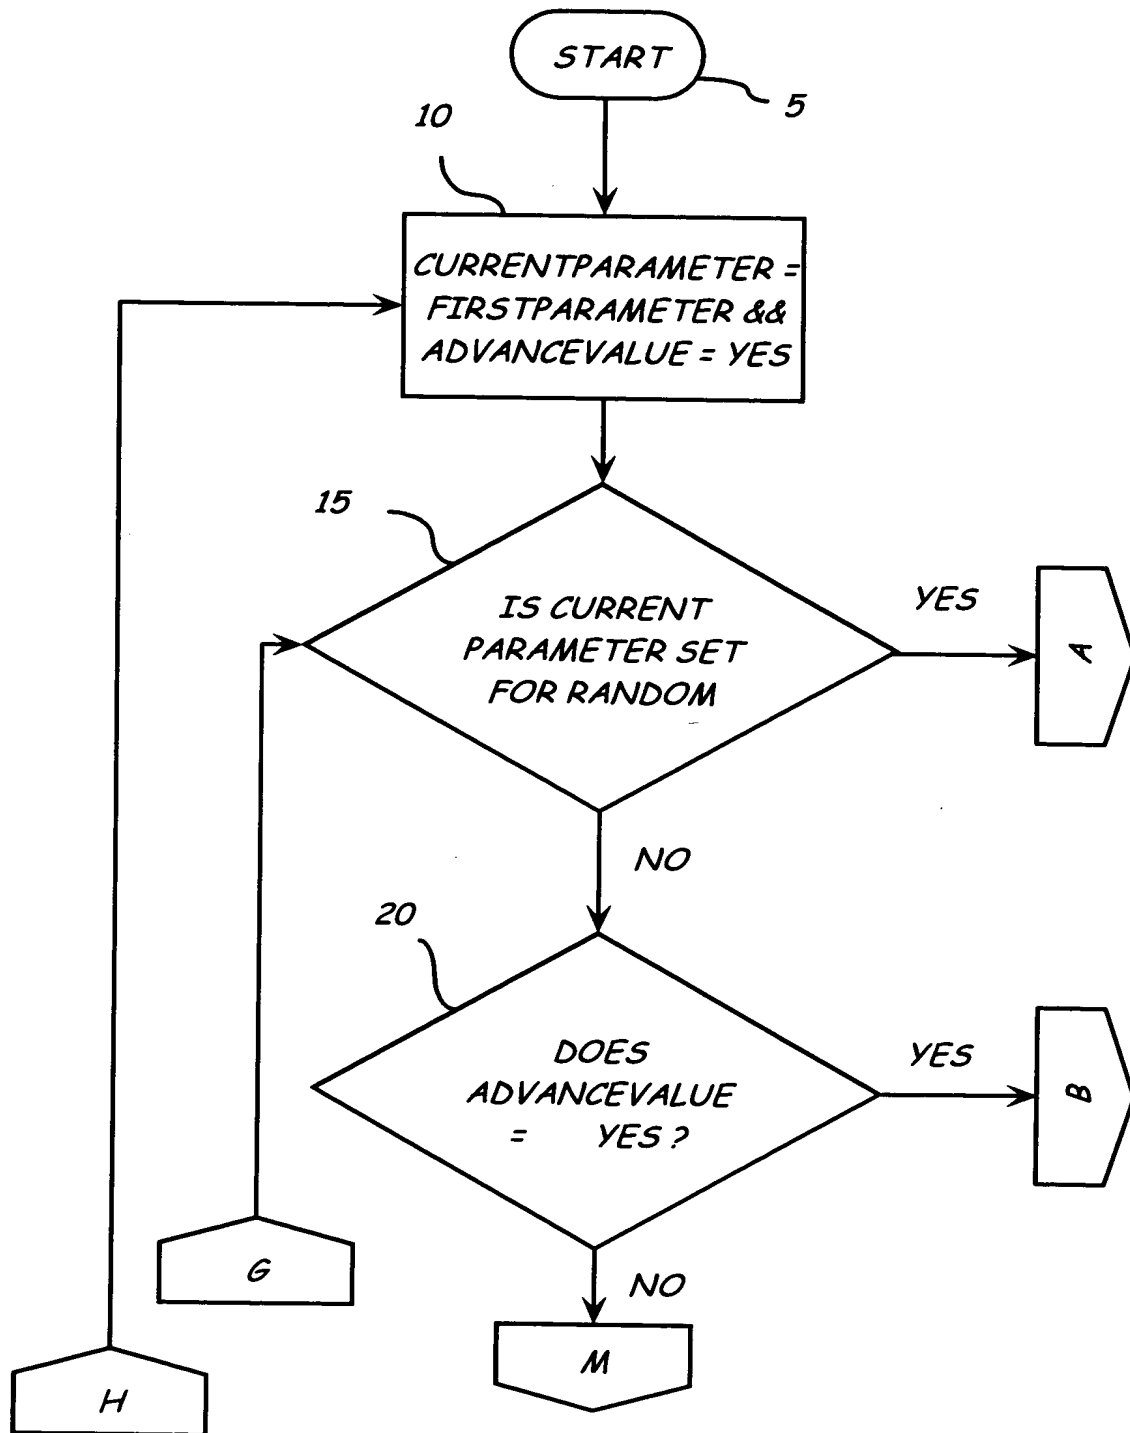 START
5
10
CURRENTPARAMETER =
FIRSTPARAMETER &&
ADVANCEVALUE = YES
15
IS CURRENT
PARAMETER SET
FOR RANDOM
YES
A
NO
20
DOES
ADVANCEVALUE
= YES ?
YES
B
G
NO
M
H